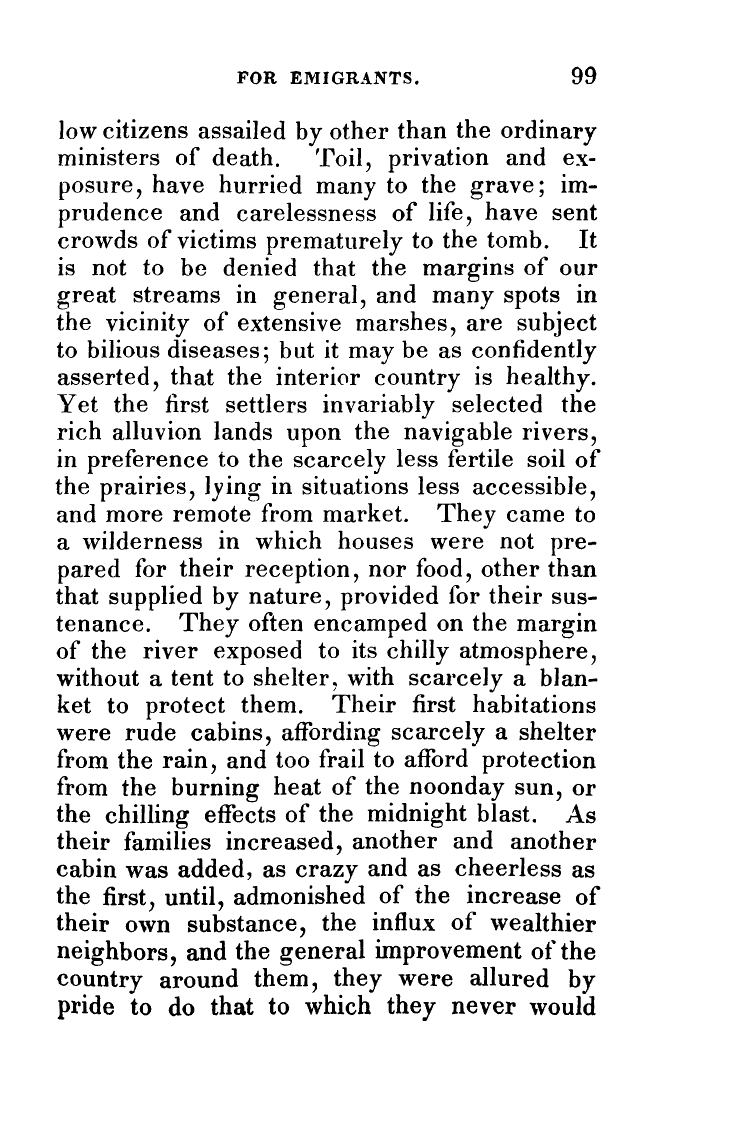 FOR EMIGRANTS. 99
low citizens assailed by other than the ordinary
ministers of death. Toil, privation and ex-
posure, have hurried many to the grave; im-
prudence and carelessness of life, have sent
crowds of victims prematurely to the tomb. It
is not to be denied that the margins of our
great streams in general, and many spots in
the vicinity of extensive marshes, are subject
to bilious diseases; but it may be as confidently
asserted, that the interior country is healthy.
Yet the first settlers invariably selected the
rich alluvion lands upon the navigable rivers,
in preference to the scarcely less fertile soil of
the prairies, lying in situations less accessible,
and more remote from market. They came to
a wilderness in which houses were not pre-
pared for their reception, nor food, other than
that supplied by nature, provided for their sus-
tenance. They often encamped on the margin
of the river exposed to its chilly atmosphere,
without a tent to shelter, with scarcely a blan-
ket to protect them. Their first habitations
were rude cabins, affording scarcely a shelter
from the rain, and too frail to afford protection
from the burning heat of the noonday sun, or
the chilling effects of the midnight blast. As
their families increased, another and another
cabin was added, as crazy and as cheerless as
the first, until, admonished of the increase of
their own substance, the influx of wealthier
neighbors, and the general improvement of the
country around them, they were allured by
pride to do that to which they never would